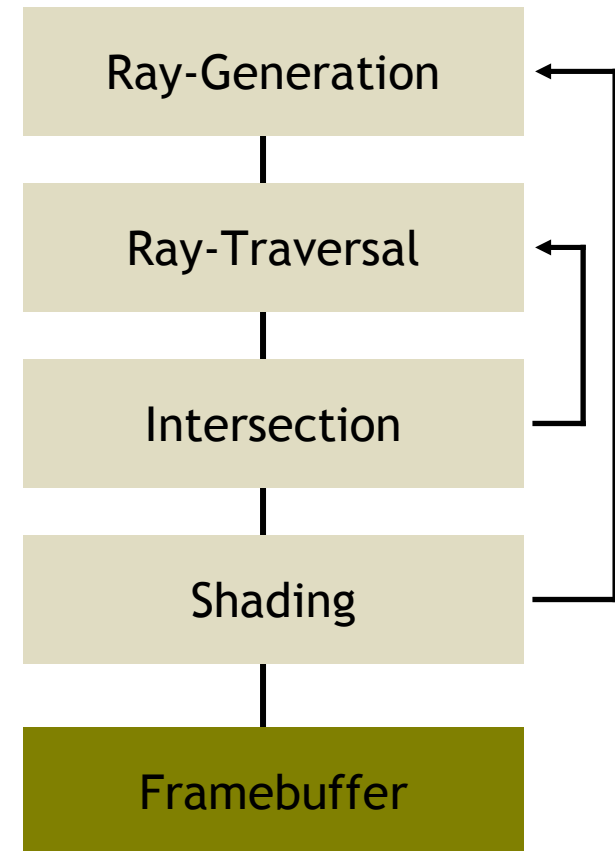 Ray-Generation
Ray-Traversal
Intersection
Shading
Framebuffer